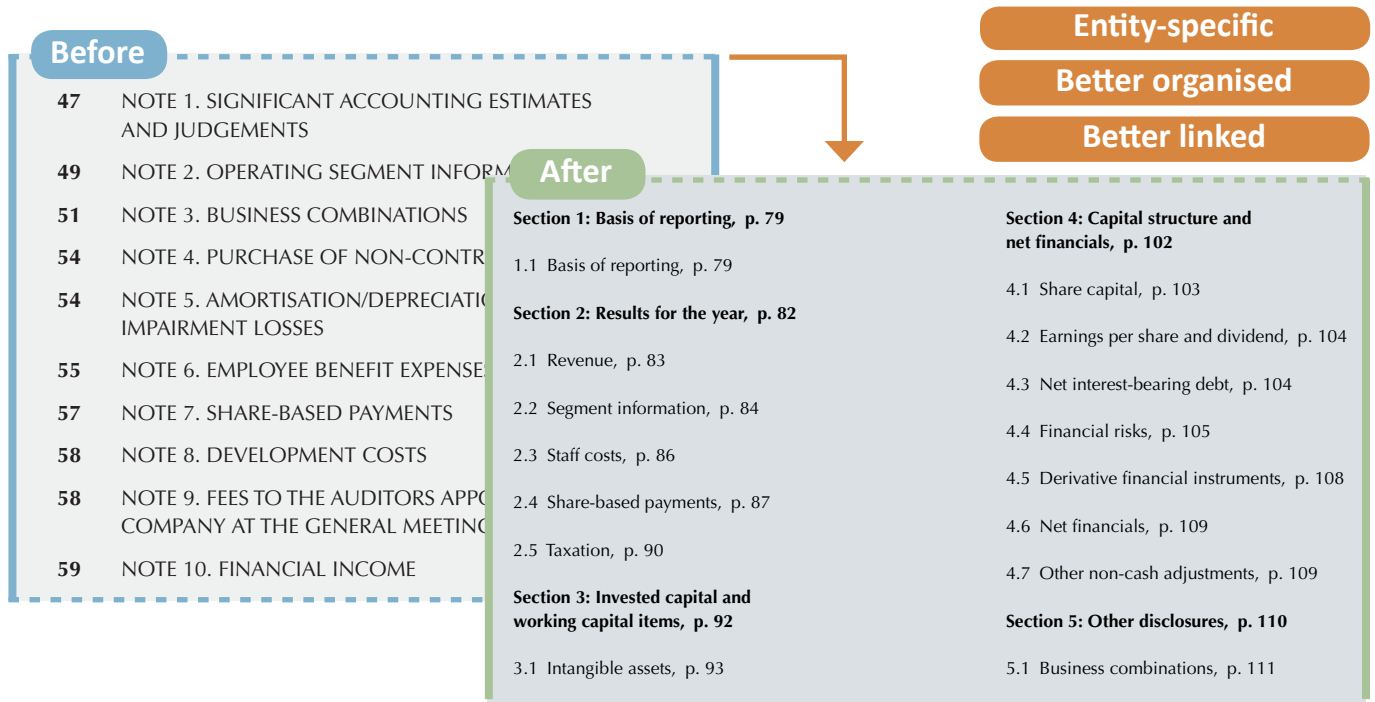 Before
47 NOTE 1. SIGNIFICANT ACCOUNTING ESTIMATES
AND JUDGEMENTS
49 NOTE 2. OPERATING SEGMENT
51 NOTE 3. BUSINESS COMBINATIONS
54 NOTE 4. PURCHASE OF
54 NOTE 5.
IMPAIRMENT LOSSES
55 NOTE 6. EMPLOYEE BENEFIT
57 NOTE 7. SHARE-BASED PAYMENTS
58 NOTE 8. DEVELOPMENT COSTS
58 NOTE 9. FEES TO THE AUDITORS
COMPANY AT THE GENERAL MEETING
59 NOTE 10. FINANCIAL INCOME
Entity-specific
Better organised
Better linked
After
Section 1: Basis of reporting, p. 79
1.1 Basis of reporting, p. 79
Section 2: Results for the year, p. 82
2.1 Revenue, p. 83
2.2 Segment information, p. 84
2.3 Staff costs, p. 86
2.4 Share-based payments, p. 87
2.5 Taxation, p. 90
Section 3: Invested capital and
working capital items, p. 92
3.1 Intangible assets, p. 93
Section 4: Capital structure and
net financials, p. 102
4.1 Share capital, p. 103
4.2 Earnings per share and dividend, p. 104
4.3 Net interest-bearing debt, p. 104
4.4 Financial risks, p. 105
4.5 Derivative financial instruments, p. 108
4.6 Net financials, p. 109
4.7 Other non-cash adjustments, p. 109
Section 5: Other disclosures, p. 110
5.1 Business combinations, p. 111